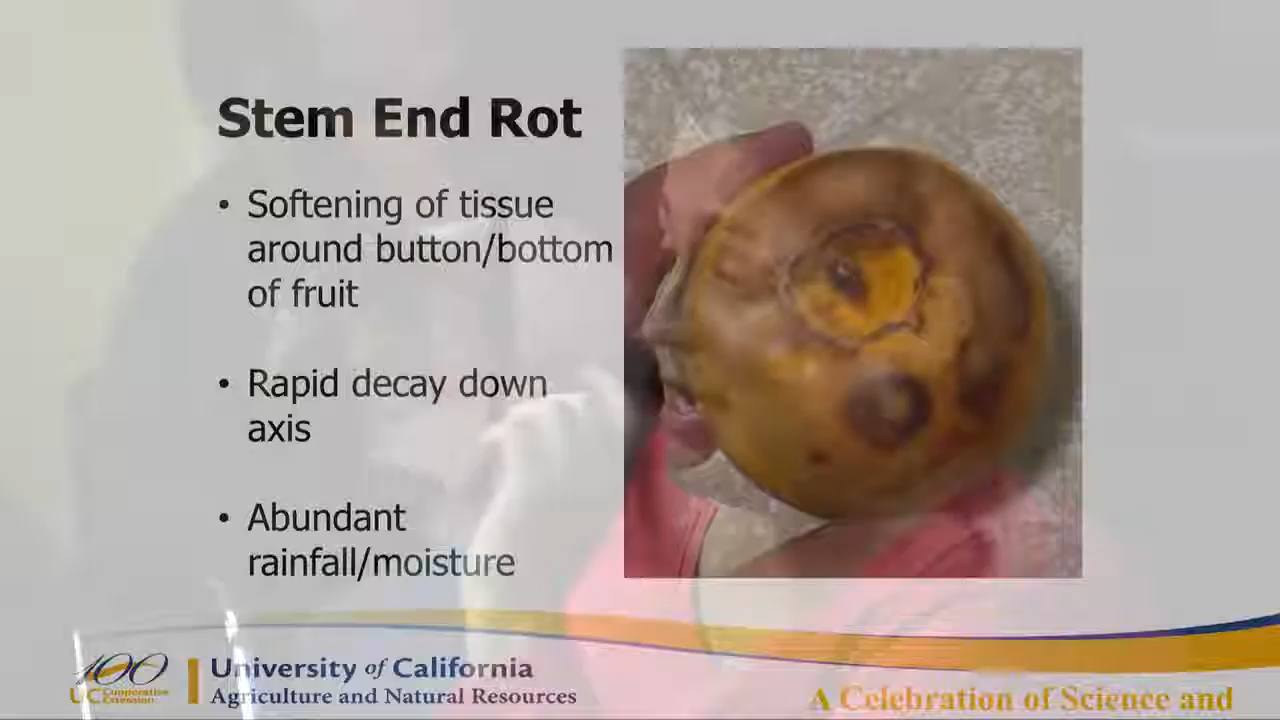 Stem End Rot
• Softening of tissue
around button/bottom
of fruit
• Rapid decay down
axis
• Abundant
rainfall/moisture
100
UC Cooperative
Extension
University of California
Agriculture and Natural Resources
A Celebration of Science and